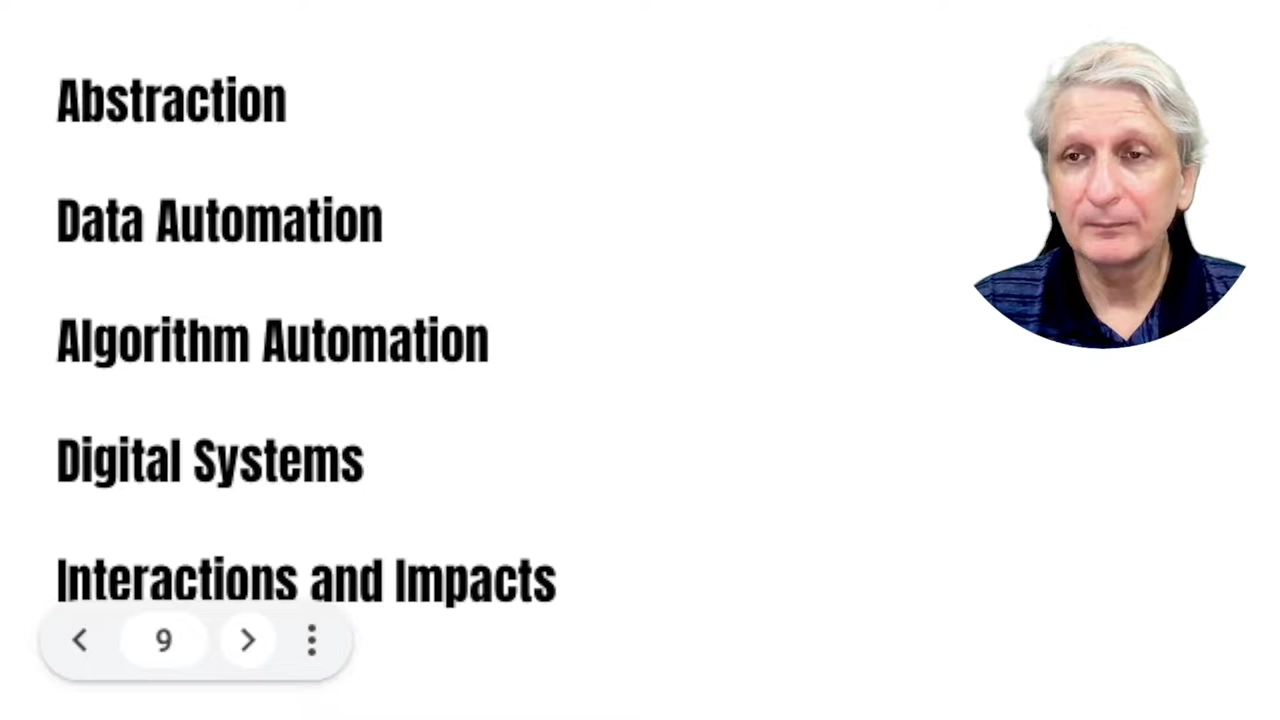 Abstraction
Data Automation
Algorithm Automation
Digital Systems
Interactions and Impacts
9